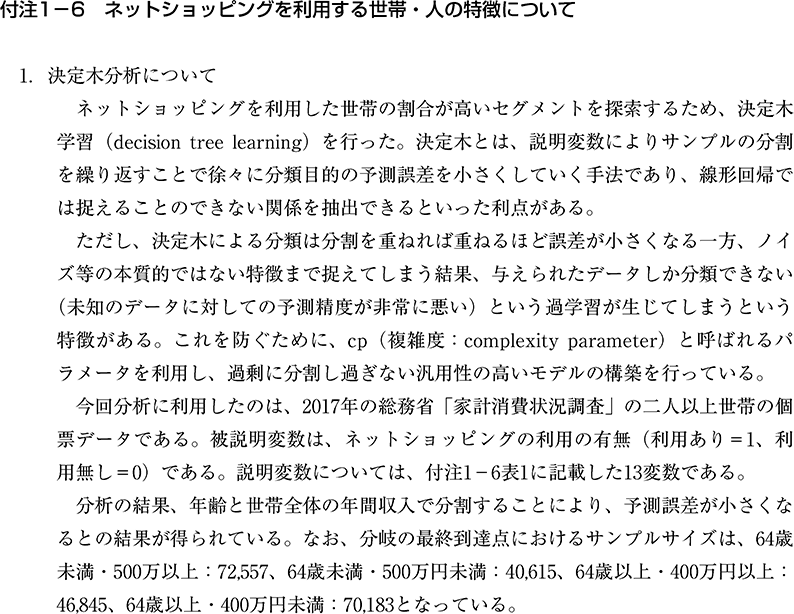 付注1－6　ネットショッピングを利用する世帯・人の特徴について
1. 決定木分析について
ネットショッピングを利用した世帯の割合が高いセグメントを探索するため、決定木
学習（decision tree learning）を行った。決定木とは、説明変数によりサンプルの分割
を繰り返すことで徐々に分類目的の予測誤差を小さくしていく手法であり、線形回帰で
は捉えることのできない関係を抽出できるといった利点がある。
ただし、決定木による分類は分割を重ねれば重ねるほど誤差が小さくなる一方、ノイ
ズ等の本質的ではない特徴まで捉えてしまう結果、与えられたデータしか分類できない
（未知のデータに対しての予測精度が非常に悪い）という過学習が生じてしまうという
特徴がある。これを防ぐために、cp（複雑度：complexity parameter）と呼ばれるパ
ラメータを利用し、過剰に分割し過ぎない汎用性の高いモデルの構築を行っている。
今回分析に利用したのは、2017年の総務省「家計消費状況調査」の二人以上世帯の個
票データである。被説明変数は、ネットショッピングの利用の有無（利用あり＝1、利
用無し＝0）である。説明変数については、付注1－6表1に記載した13変数である。
分析の結果、年齢と世帯全体の年間収入で分割することにより、予測誤差が小さくな
るとの結果が得られている。なお、分岐の最終到達点におけるサンプルサイズは、64歳
未満・500万以上：72,557、64歳未満・500万円未満：40,615、64歳以上・400万円以上：
46,845、64歳以上・400万円未満：70,183となっている。